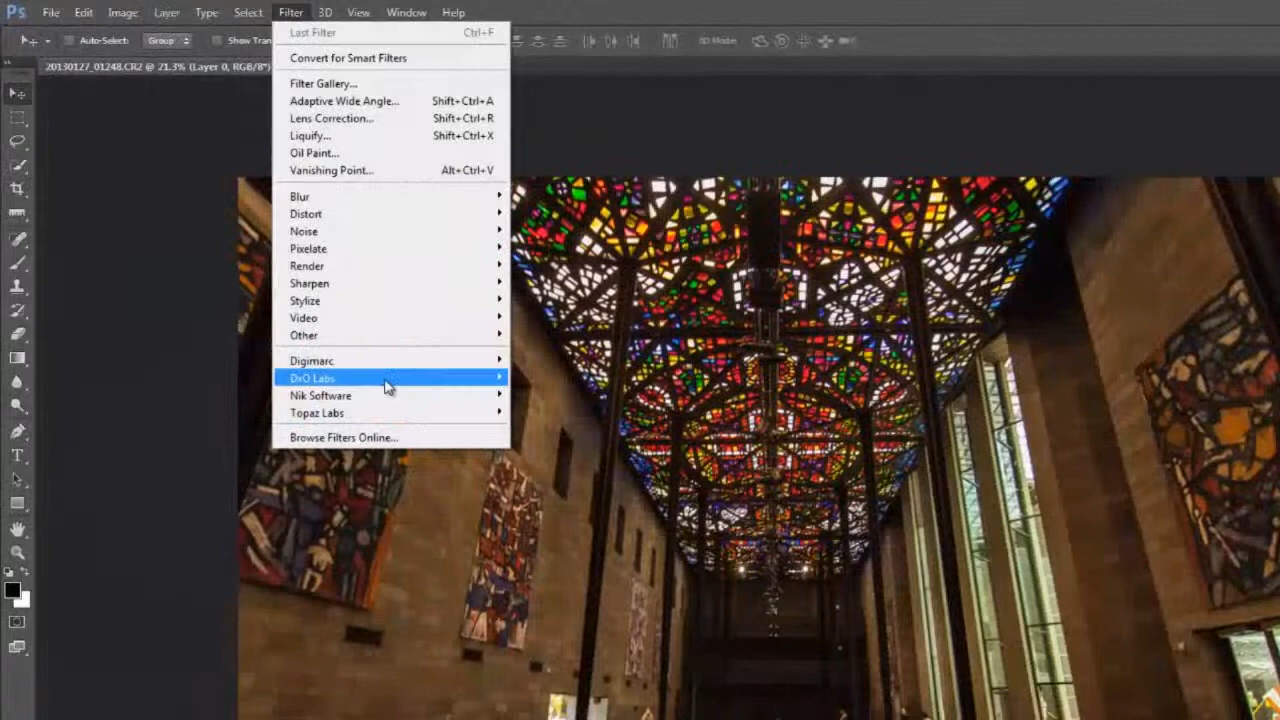 Ps File Edit Image Layer Type Select Filter 3D View Window Help
Auto-Select Group Show Tran 3D Mode:
20130127_01248.CR2 @ 21.3% (Layer 0, RGB/8*)
Last Filter Ctrl+F
Convert for Smart Filters
Filter Gallery...
Adaptive Wide Angle... Shift+Ctrl+A
Lens Correction... Shift+Ctrl+R
Liquify... Shift+Ctrl+X
Oil Paint...
Vanishing Point... Alt+Ctrl+V
Blur
Distort
Noise
Pixelate
Render
Sharpen
Stylize
Video
Other
Digimarc
DxO Labs
Nik Software
Topaz Labs
Browse Filters Online...